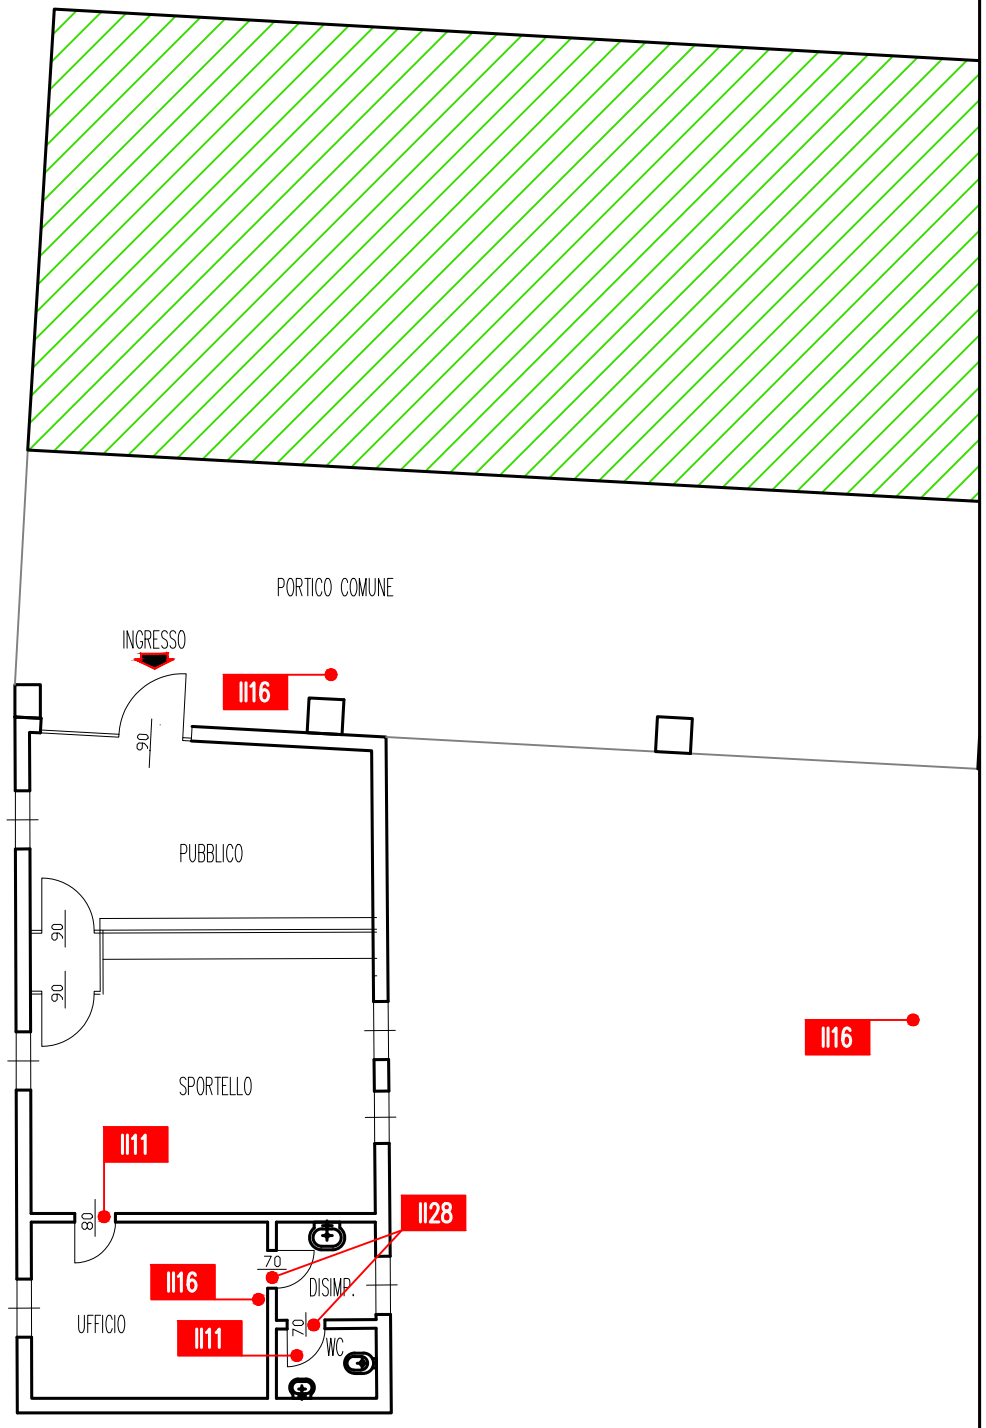 PORTICO COMUNE
INGRESSO
II16
90
PUBBLICO
90
90
II16
SPORTELLO
II11
80
II28
70
II16
DISIMP.
UFFICIO
70
II11
WC